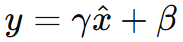 y = γx̂ + β